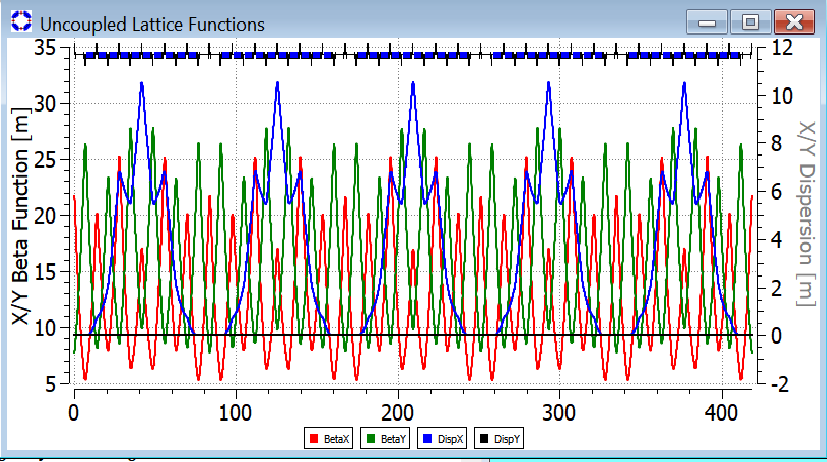 Uncoupled Lattice Functions
X/Y Beta Function [m]
35
30
25
20
15
10
5
12
10
8
6
4
2
0
-2
X/Y Dispersion [m]
0
100
200
300
400
BetaX
BetaY
DispX
DispY